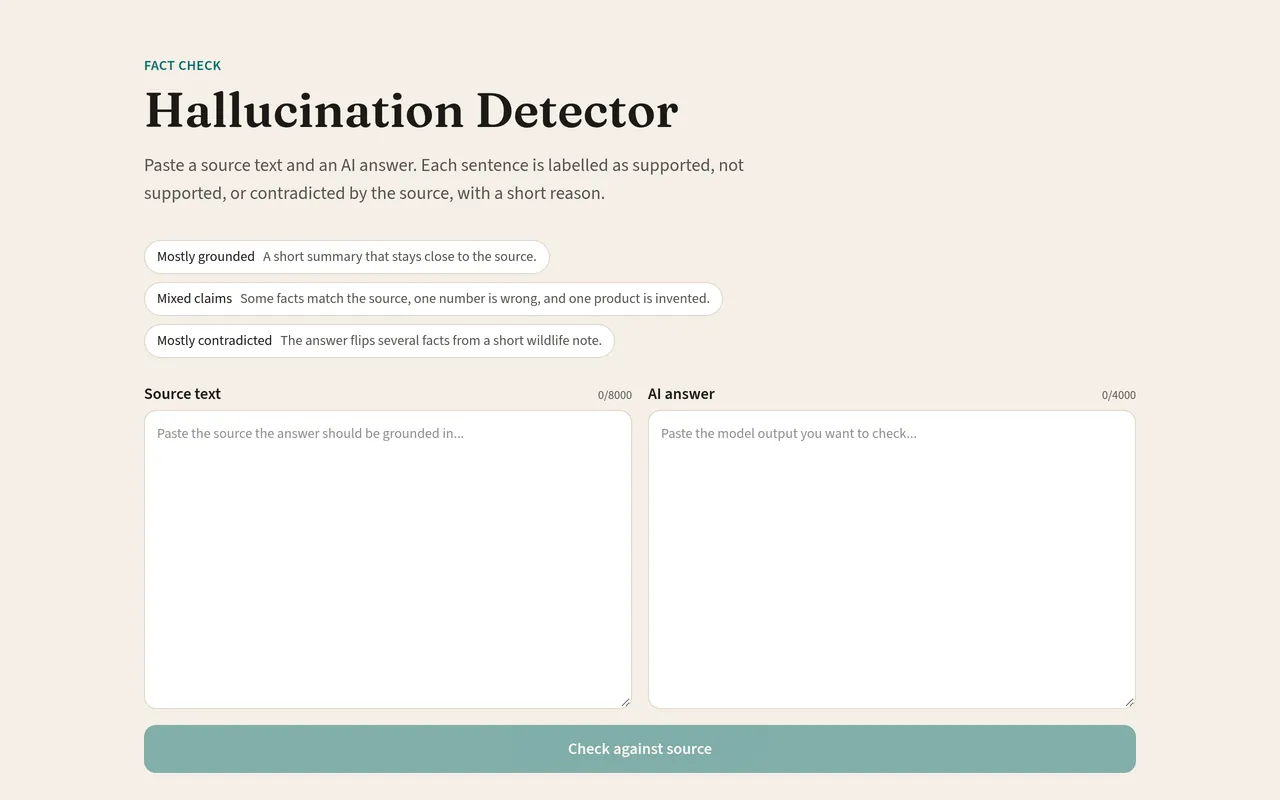 FACT CHECK
Hallucination Detector
Paste a source text and an AI answer. Each sentence is labelled as supported, not
supported, or contradicted by the source, with a short reason.
Mostly grounded A short summary that stays close to the source.
Mixed claims Some facts match the source, one number is wrong, and one product is invented.
Mostly contradicted The answer flips several facts from a short wildlife note.
Source text 0/8000
AI answer 0/4000
Paste the source the answer should be grounded in...
Paste the model output you want to check...
Check against source